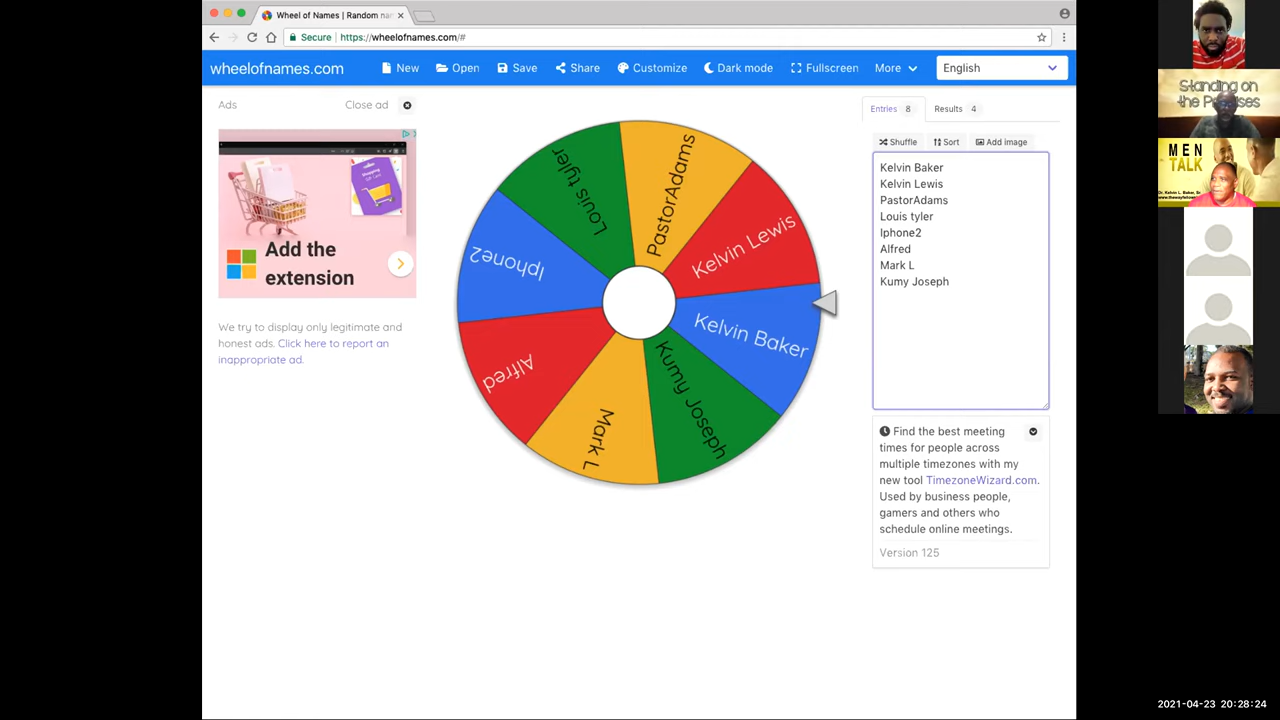 Wheel of Names | Random na
Secure
https://wheelofnames.com/#
wheelofnames.com
New
Open
Save
Share
Customize
Dark mode
Fullscreen
More
English
Ads
Close ad
Add the
extension
We try to display only legitimate and
honest ads. Click here to report an
inappropriate ad.
PastorAdams
Kelvin Lewis
Kelvin Baker
Kumy Joseph
Mark L
Alfred
Iphone2
Louis tyler
Entries 8
Results 4
Shuffle
Sort
Add image
Kelvin Baker
Kelvin Lewis
PastorAdams
Louis tyler
Iphone2
Alfred
Mark L
Kumy Joseph
Find the best meeting
times for people across
multiple timezones with my
new tool TimezoneWizard.com.
Used by business people,
gamers and others who
schedule online meetings.
Version 125
Standing on
the Promises
MEN
TALK
Dr. Kelvin L. Baker, Sr.
2021-04-23 20:28:24